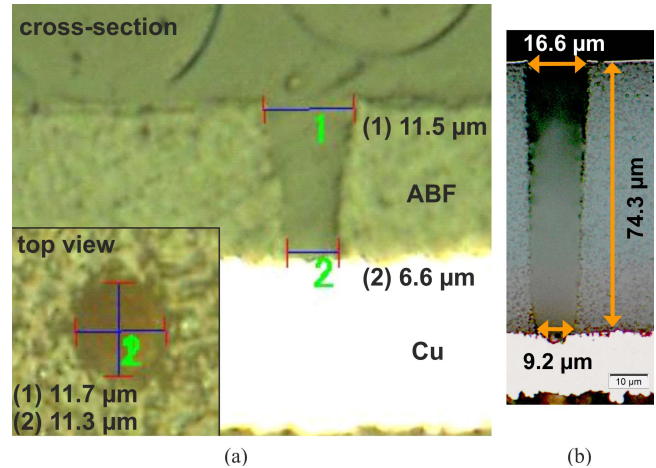 cross-section
1
(1) 11.5 µm
ABF
top view
2
(2) 6.6 µm
Cu
2
(1) 11.7 µm
(2) 11.3 µm
(a)
16.6 µm
74.3 µm
9.2 µm
10 µm
(b)